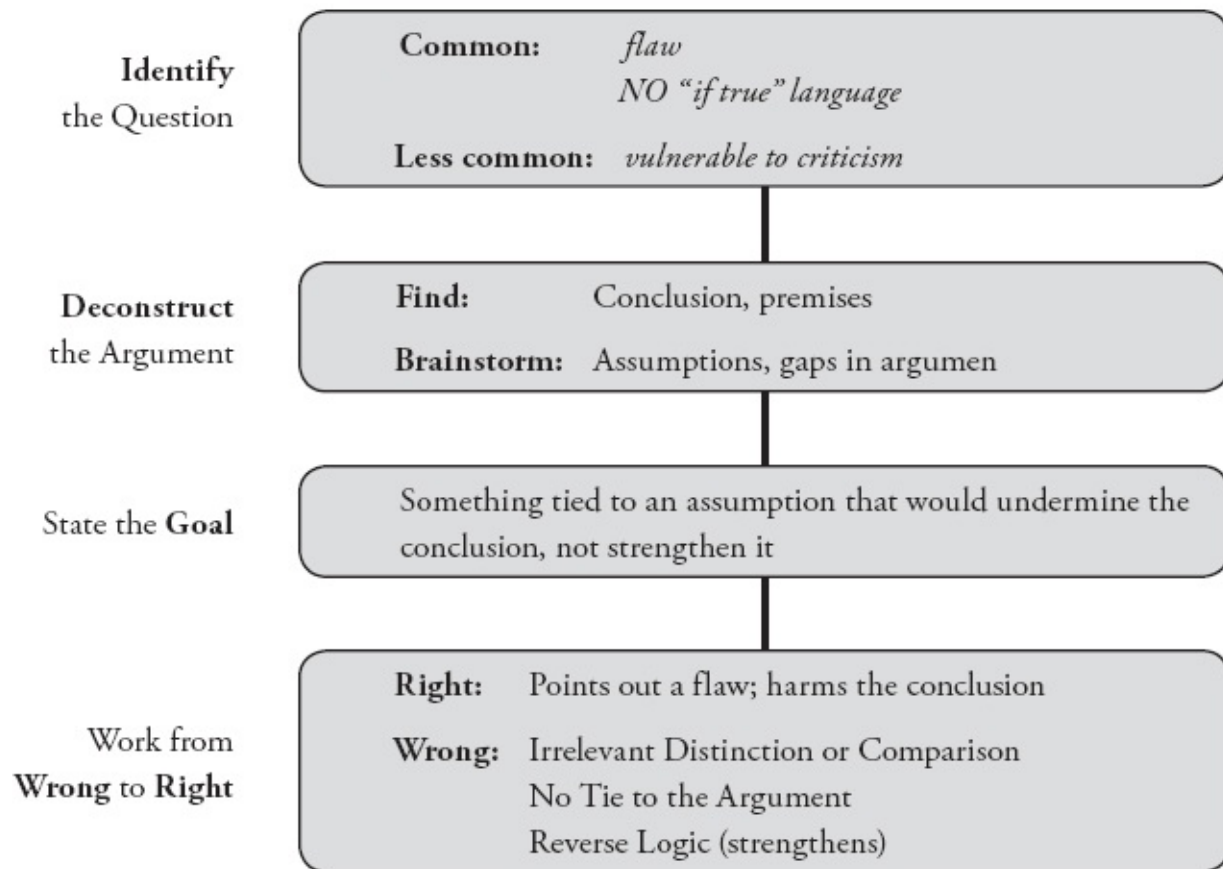 Identify
the Question
Common: flaw
NO “if true” language
Less common: vulnerable to criticism
Deconstruct
the Argument
Find: Conclusion, premises
Brainstorm: Assumptions, gaps in argumen
State the Goal
Something tied to an assumption that would undermine the
conclusion, not strengthen it
Work from
Wrong to Right
Right: Points out a flaw; harms the conclusion
Wrong: Irrelevant Distinction or Comparison
No Tie to the Argument
Reverse Logic (strengthens)